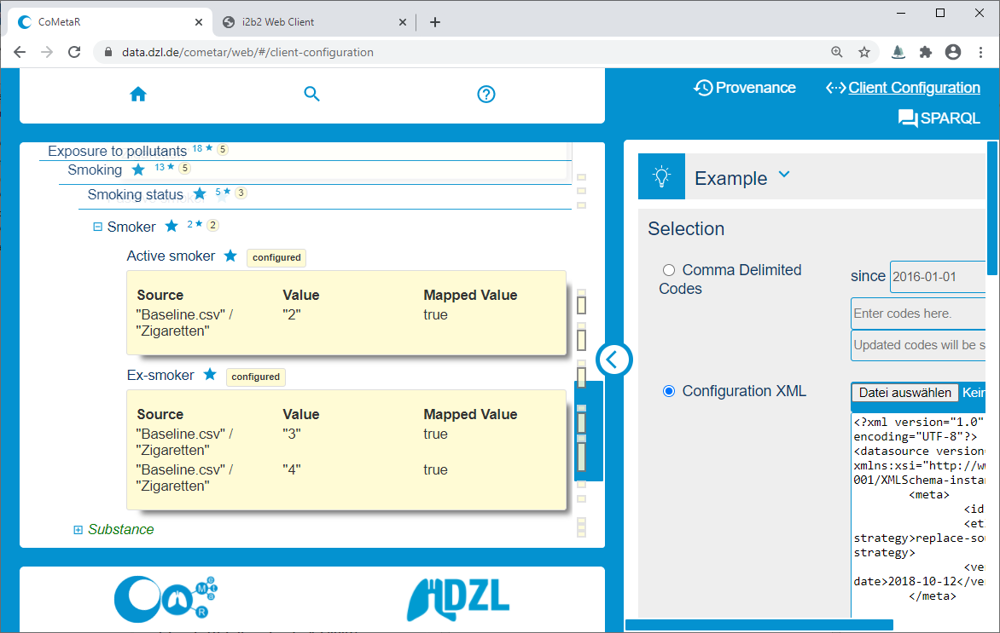 CoMetaR
i2b2 Web Client
data.dzl.de/cometar/web/#/client-configuration
Provenance
Client Configuration
SPARQL
Exposure to pollutants 18 5
Smoking 13 5
Smoking status 5 3
Smoker 2 2
Active smoker configured
Source Value Mapped Value
"Baseline.csv" / "2" true
"Zigaretten"
Ex-smoker configured
Source Value Mapped Value
"Baseline.csv" / "3" true
"Zigaretten"
"Baseline.csv" / "4" true
"Zigaretten"
Substance
CoMetaR
DZL
Example
Selection
Comma Delimited
Codes
since 2016-01-01
Enter codes here.
Updated codes will be s
Configuration XML
Datei auswählen Kein
<?xml version="1.0"
encoding="UTF-8"?>
<datasource version=
xmlns:xsi="http://ww
001/XMLSchema-instan
<meta>
<id
<et
strategy>replace-sou
strategy>
<ve
date>2018-10-12</ve
</meta>